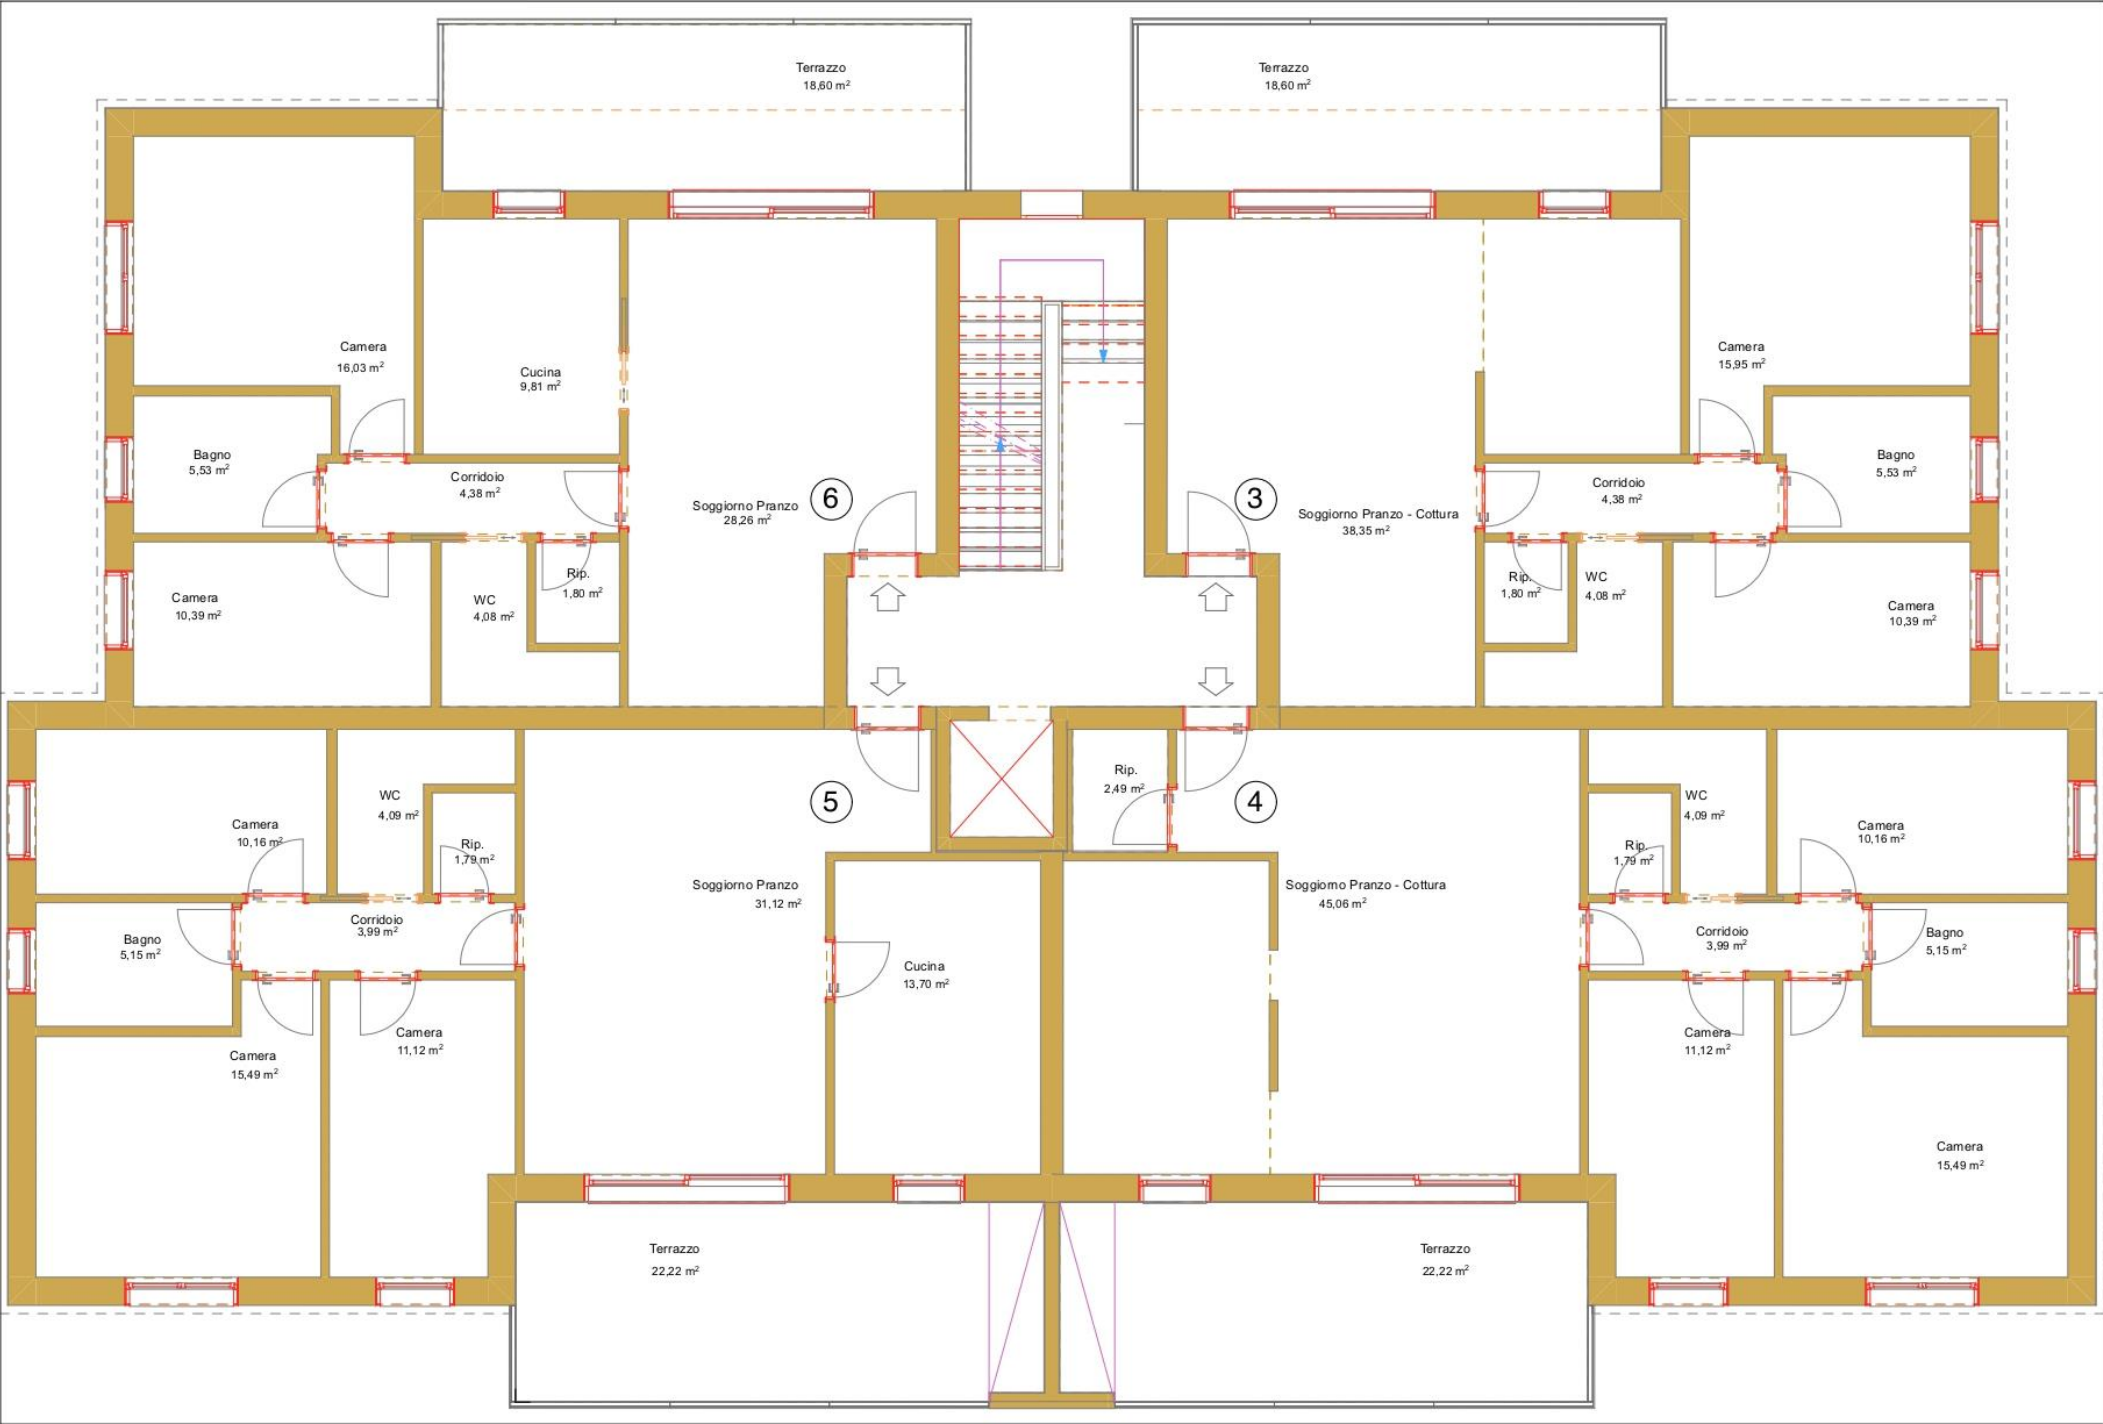 Terrazzo
18,60 m²
Terrazzo
18,60 m²
Camera
16,03 m²
Cucina
9,81 m²
Camera
15,95 m²
Bagno
5,53 m²
Corridoio
4,38 m²
Soggiorno Pranzo
28,26 m²
6
3
Soggiorno Pranzo - Cottura
38,35 m²
Corridoio
4,38 m²
Bagno
5,53 m²
Camera
10,39 m²
WC
4,08 m²
Rip.
1,80 m²
Rip.
1,80 m²
WC
4,08 m²
Camera
10,39 m²
Camera
10,16 m²
WC
4,09 m²
Rip.
1,79 m²
5
Rip.
2,49 m²
4
WC
4,09 m²
Rip.
1,79 m²
Camera
10,16 m²
Soggiorno Pranzo
31,12 m²
Soggiorno Pranzo - Cottura
45,06 m²
Bagno
5,15 m²
Corridoio
3,99 m²
Cucina
13,70 m²
Corridoio
3,99 m²
Bagno
5,15 m²
Camera
15,49 m²
Camera
11,12 m²
Camera
11,12 m²
Camera
15,49 m²
Terrazzo
22,22 m²
Terrazzo
22,22 m²